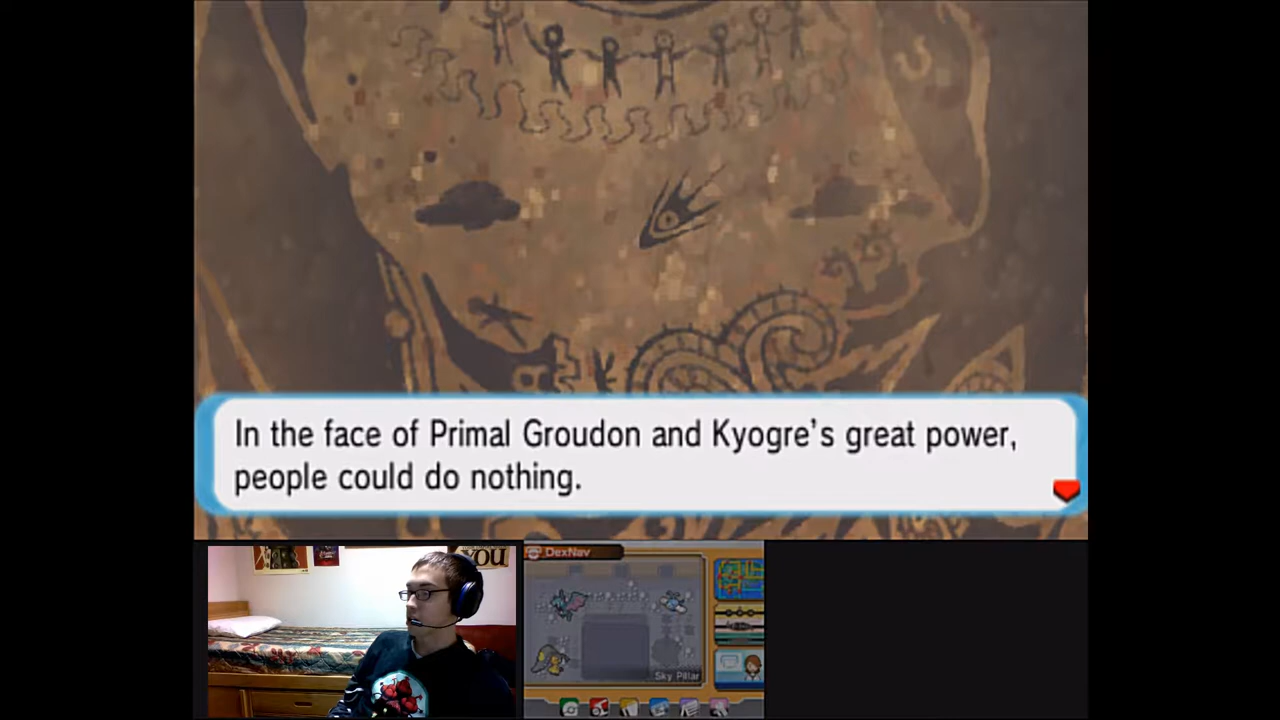 In the face of Primal Groudon and Kyogre's great power,
people could do nothing.
YOU
DexNav
Sky Pillar